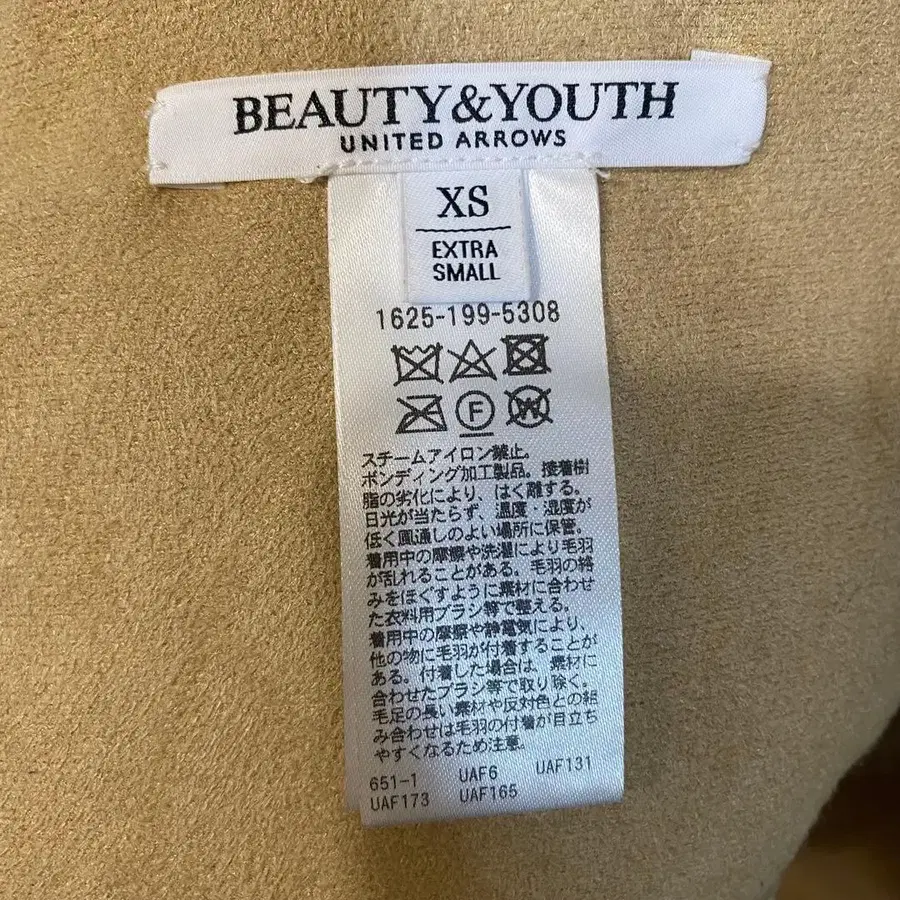 BEAUTY&YOUTH
UNITED ARROWS
XS
EXTRA
SMALL
1625-199-5308
F
W
スチームアイロン禁止。
ボンディング加工製品。接着樹
脂の劣化により、はく離する。
日光が当たらず、温度・湿度が
低く風通しのよい場所に保管。
着用中の摩擦や洗濯により毛羽
が乱れることがある。毛羽の絡
みをほぐすように素材に合わせ
た衣料用ブラシ等で整える。
着用中の摩擦や静電気により、
他の物に毛羽が付着することが
ある。付着した場合は、素材に
合わせたブラシ等で取り除く。
毛足の長い素材や反対色との組
み合わせは毛羽の付着が目立ち
やすくなるため注意。
651-1 UAF6 UAF131
UAF173 UAF165